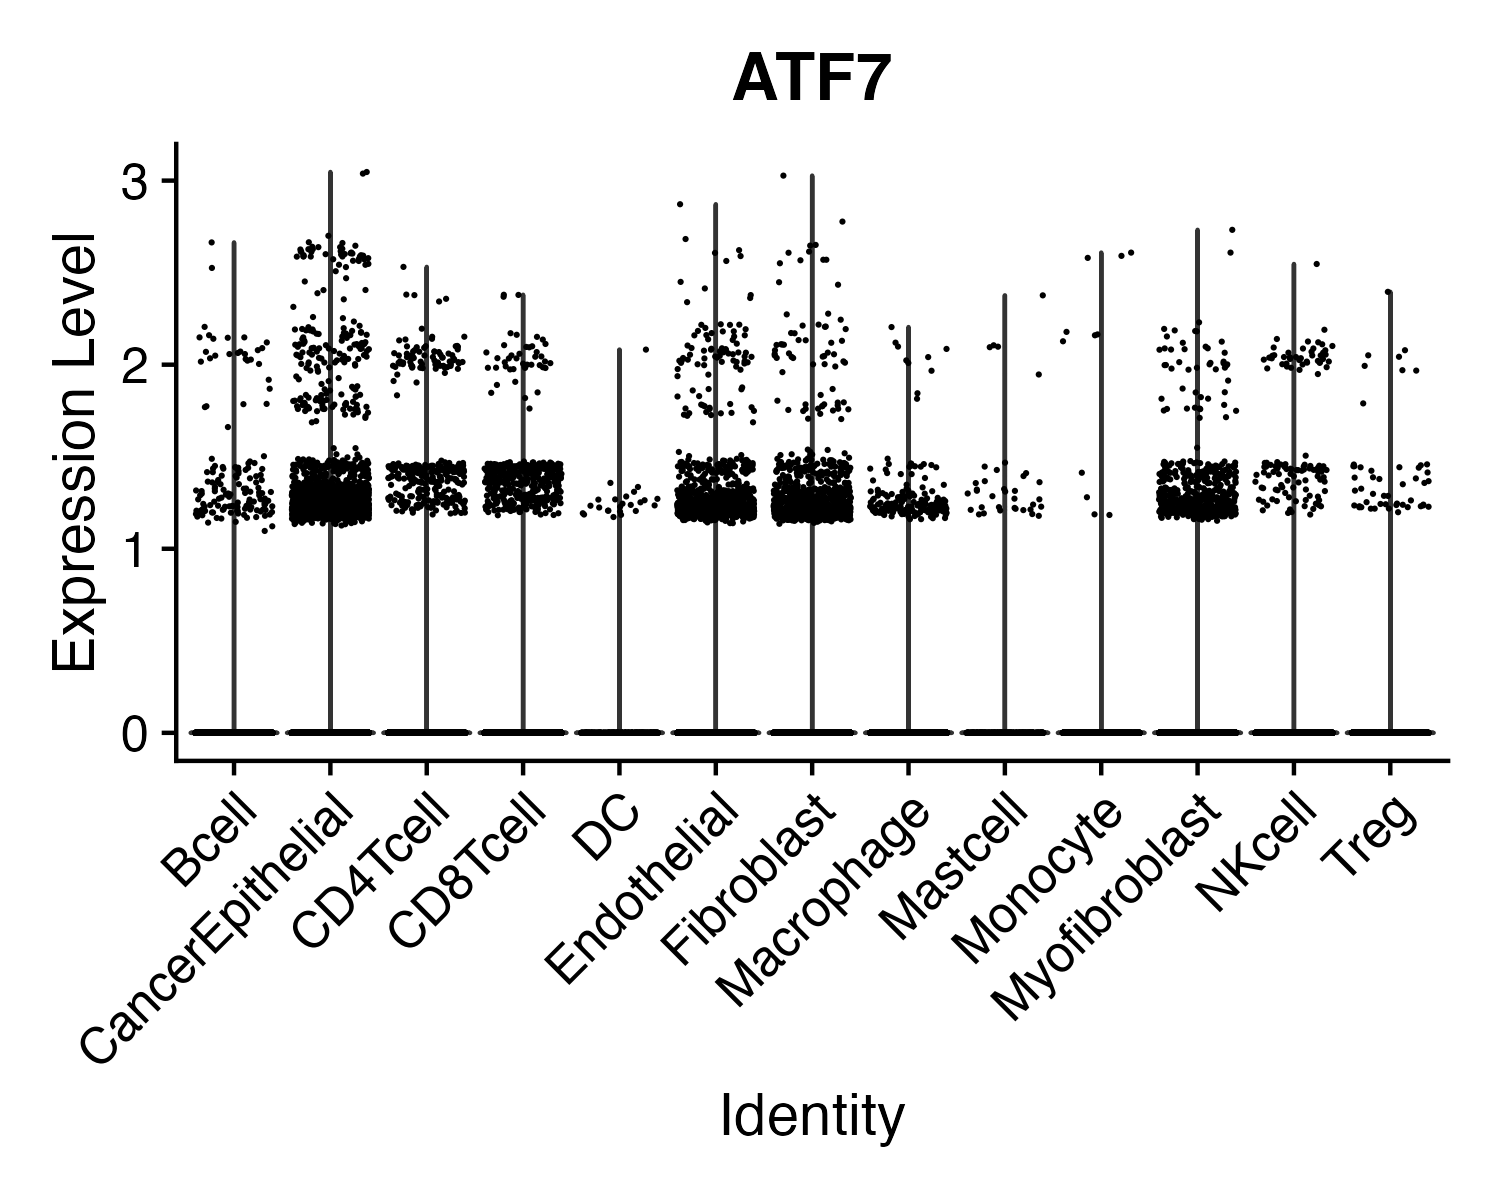 ATF7
Expression Level
3
2
1
0
Bcell
CancerEpithelial
CD4Tcell
CD8Tcell
DC
Endothelial
Fibroblast
Macrophage
Mastcell
Monocyte
Myofibroblast
NKcell
Treg
Identity